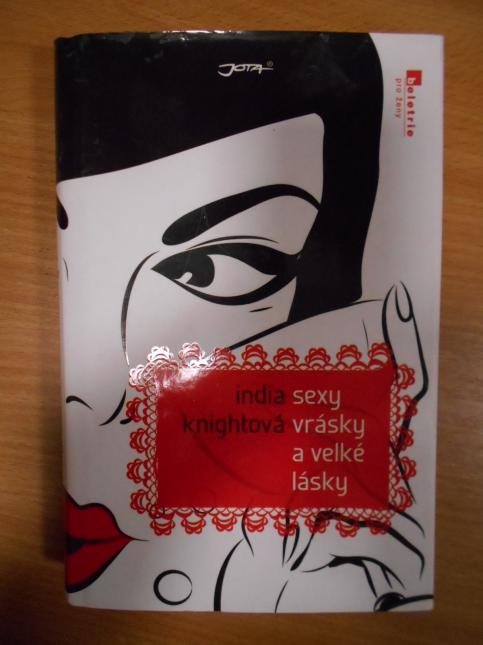 JOTA®
beletrie
pro ženy
india
knightová
sexy
vrásky
a velké
lásky